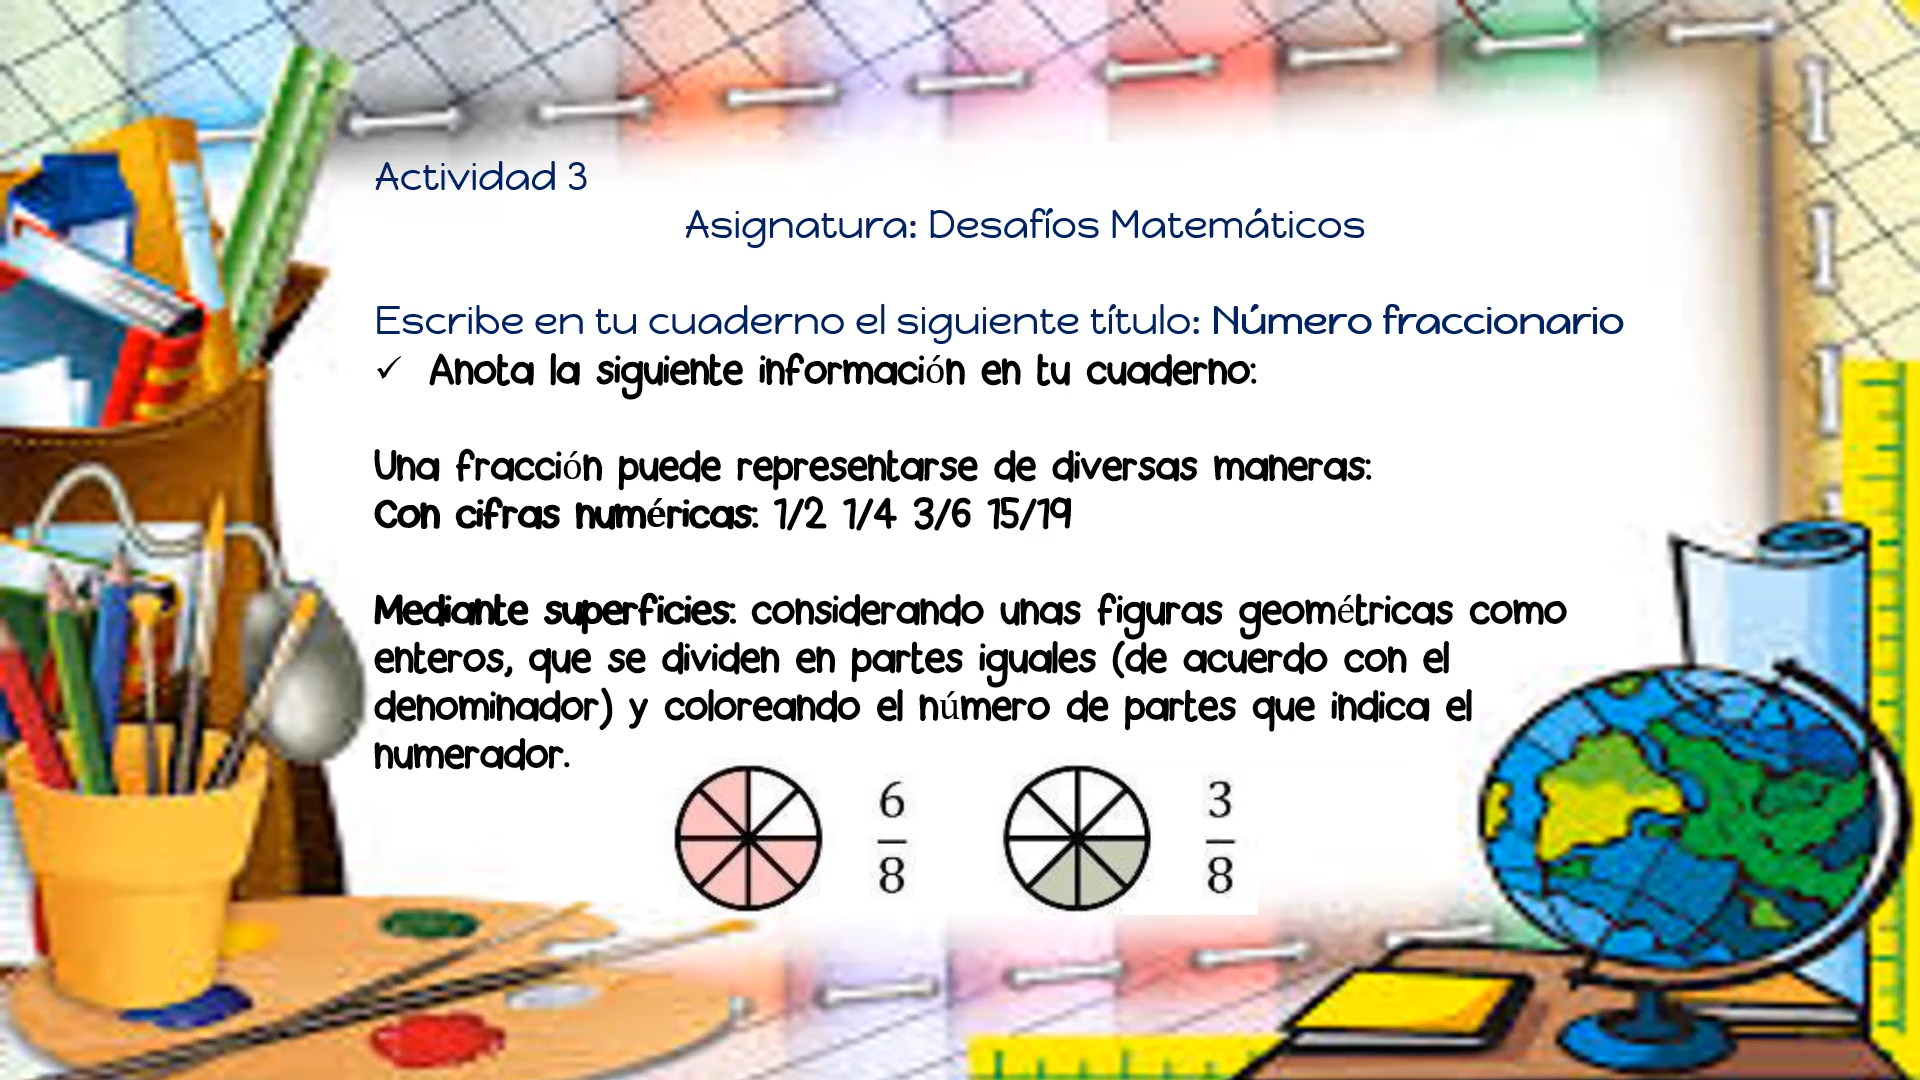 Actividad 3
Asignatura: Desafíos Matemáticos
Escribe en tu cuaderno el siguiente título: Número fraccionario
✓ Anota la siguiente información en tu cuaderno:
Una fracción puede representarse de diversas maneras:
Con cifras numéricas: 1/2 1/4 3/6 15/19
Mediante superficies: considerando unas figuras geométricas como
enteros, que se dividen en partes iguales (de acuerdo con el
denominador) y coloreando el número de partes que indica el
numerador.
6/8 3/8